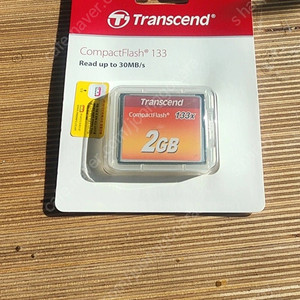 Transcend
CompactFlash® 133
Read up to 30MB/s
Transcend
CompactFlash® 133x
2GB